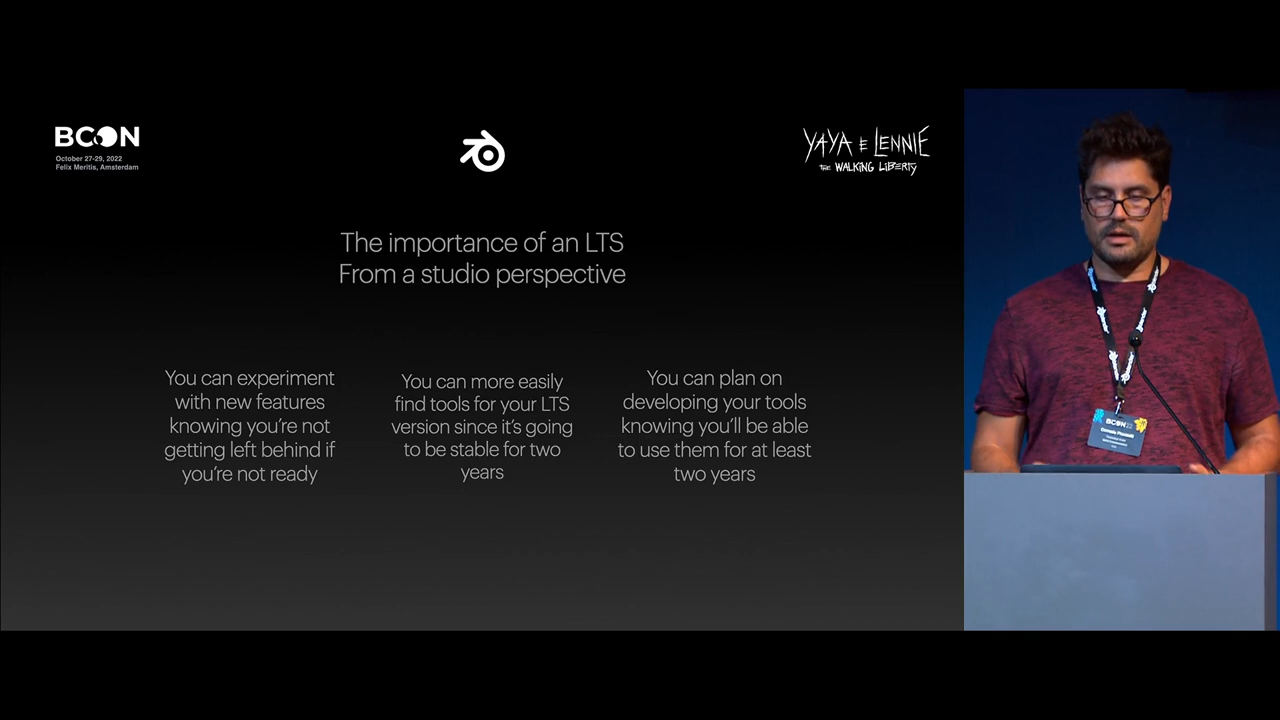 BCON
October 27-29, 2022
Felix Meritis, Amsterdam
YAYA E LENNIE
THE WALKING LIBERTY
The importance of an LTS
From a studio perspective
You can experiment
with new features
knowing you're not
getting left behind if
you're not ready
You can more easily
find tools for your LTS
version since it's going
to be stable for two
years
You can plan on
developing your tools
knowing you'll be able
to use them for at least
two years
BCON22